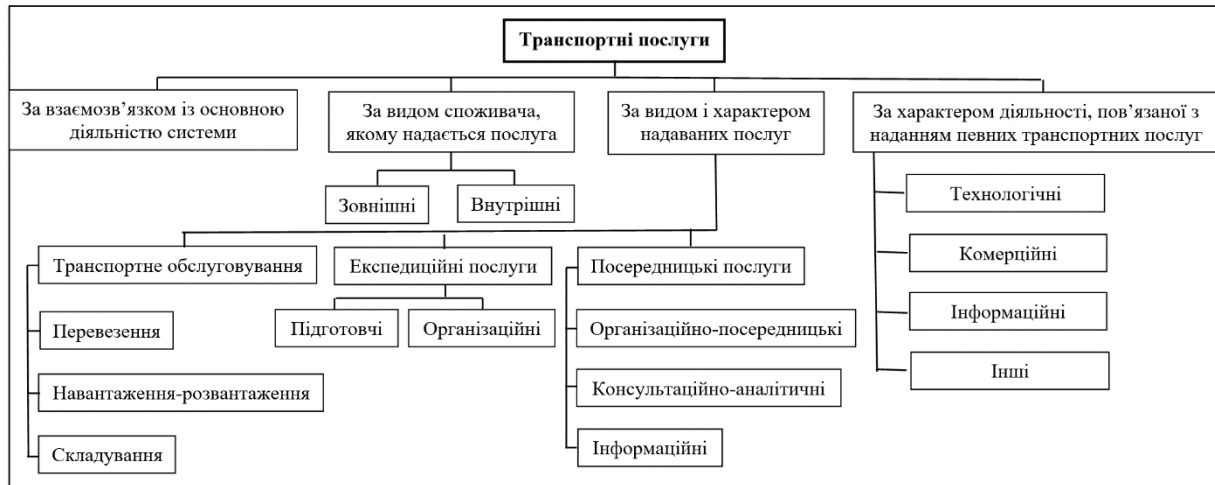 Транспортні послуги
За взаємозв’язком із основною
діяльністю системи
За видом споживача,
якому надається послуга
За видом і характером
надаваних послуг
За характером діяльності, пов’язаної з
наданням певних транспортних послуг
Зовнішні
Внутрішні
Технологічні
Комерційні
Інформаційні
Інші
Транспортне обслуговування
Перевезення
Навантаження-розвантаження
Складування
Експедиційні послуги
Підготовчі
Організаційні
Посередницькі послуги
Організаційно-посередницькі
Консультаційно-аналітичні
Інформаційні